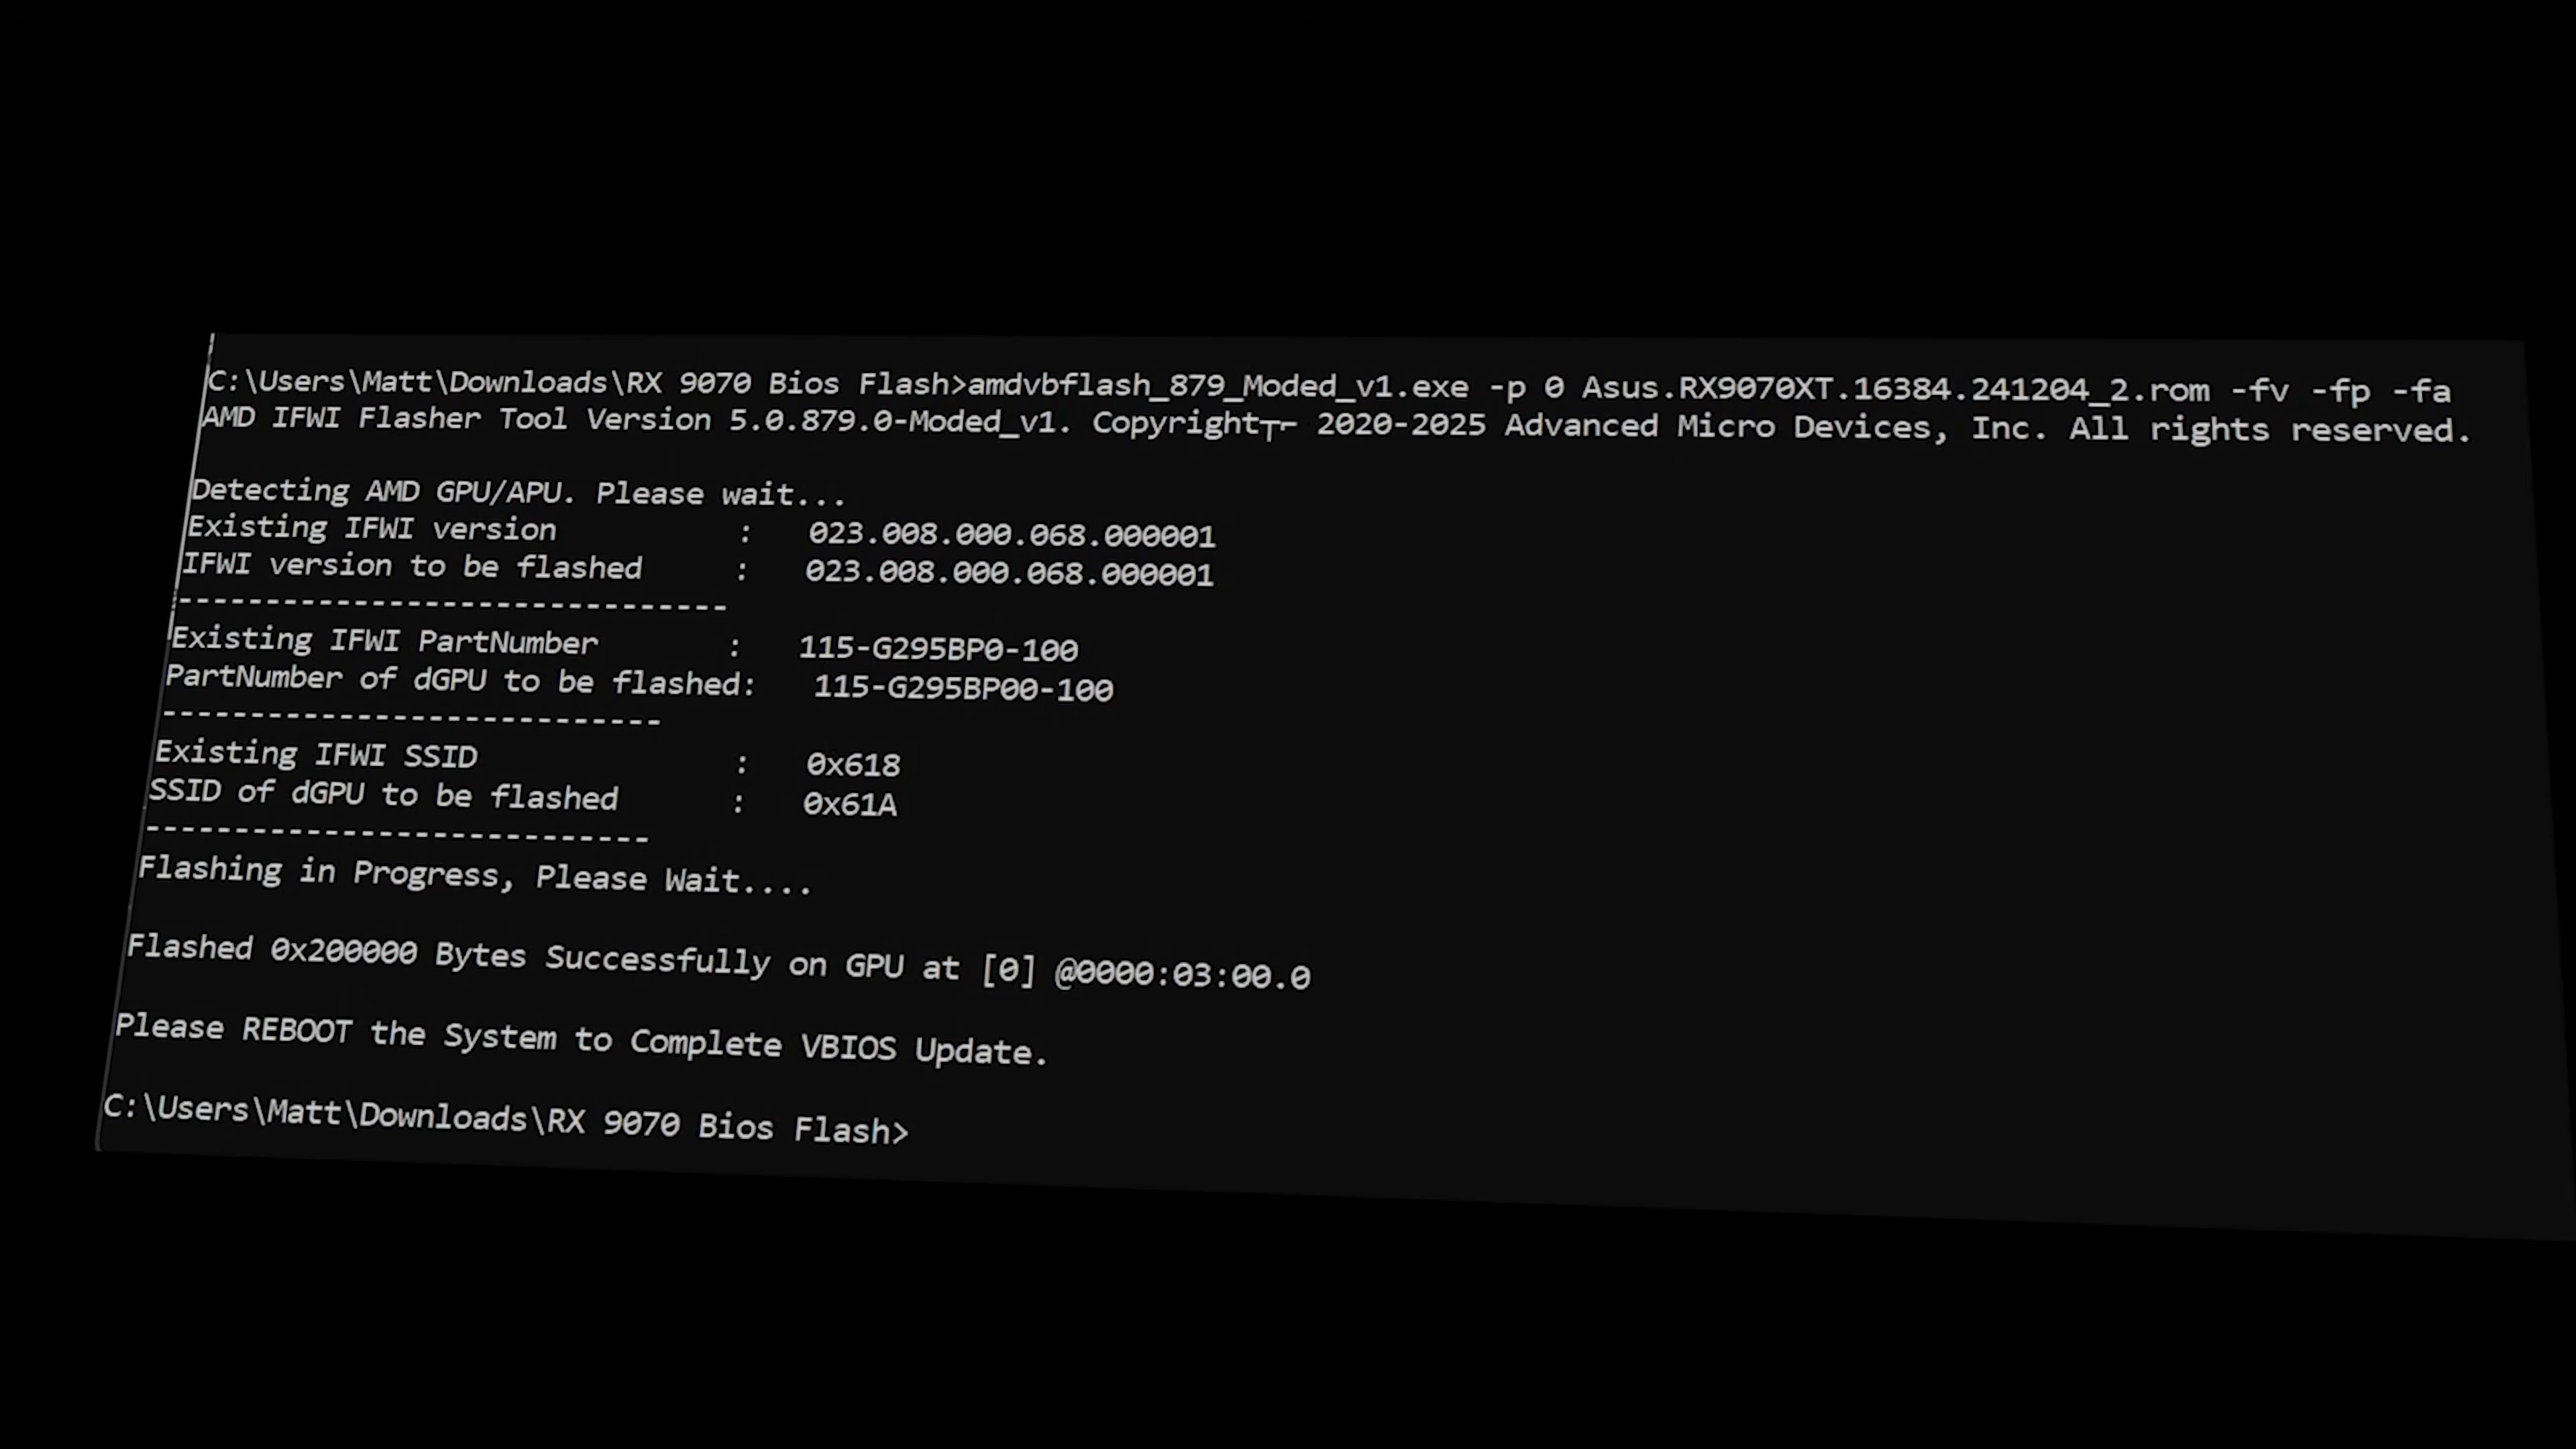 C:\Users\Matt\Downloads\RX 9070 Bios Flash>amdvbflash_879_Moded_v1.exe -p 0 Asus.RX9070XT.16384.241204_2.rom -fv -fp -fa
AMD IFWI Flasher Tool Version 5.0.879.0-Moded_v1. Copyright┬⌐ 2020-2025 Advanced Micro Devices, Inc. All rights reserved.
Detecting AMD GPU/APU. Please wait...
Existing IFWI version : 023.008.000.068.000001
IFWI version to be flashed : 023.008.000.068.000001
-------------------------------
Existing IFWI PartNumber : 115-G295BP0-100
PartNumber of dGPU to be flashed: 115-G295BP00-100
----------------------------
Existing IFWI SSID : 0x618
SSID of dGPU to be flashed : 0x61A
----------------------------
Flashing in Progress, Please Wait....
Flashed 0x200000 Bytes Successfully on GPU at [0] @0000:03:00.0
Please REBOOT the System to Complete VBIOS Update.
C:\Users\Matt\Downloads\RX 9070 Bios Flash>